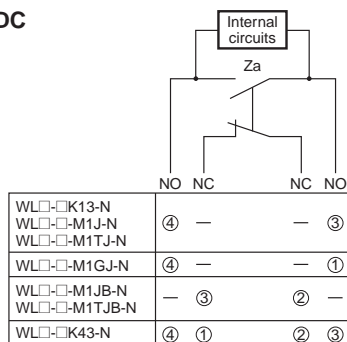 DC
Internal
circuits
Za
NO NC NC NO
WL□-□K13-N
WL□-□M1J-N
WL□-□M1TJ-N
④ — — ③
WL□-□M1GJ-N ④ — — ①
WL□-□M1JB-N
WL□-□M1TJB-N
— ③ ② —
WL□-□K43-N ④ ① ② ③